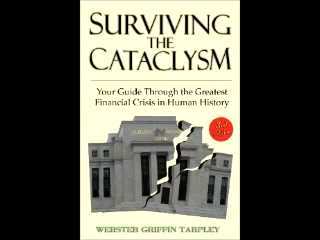 SURVIVING
THE
CATACLYSM
Your Guide Through the Greatest
Financial Crisis in Human History
WEBSTER GRIFFIN TARPLEY